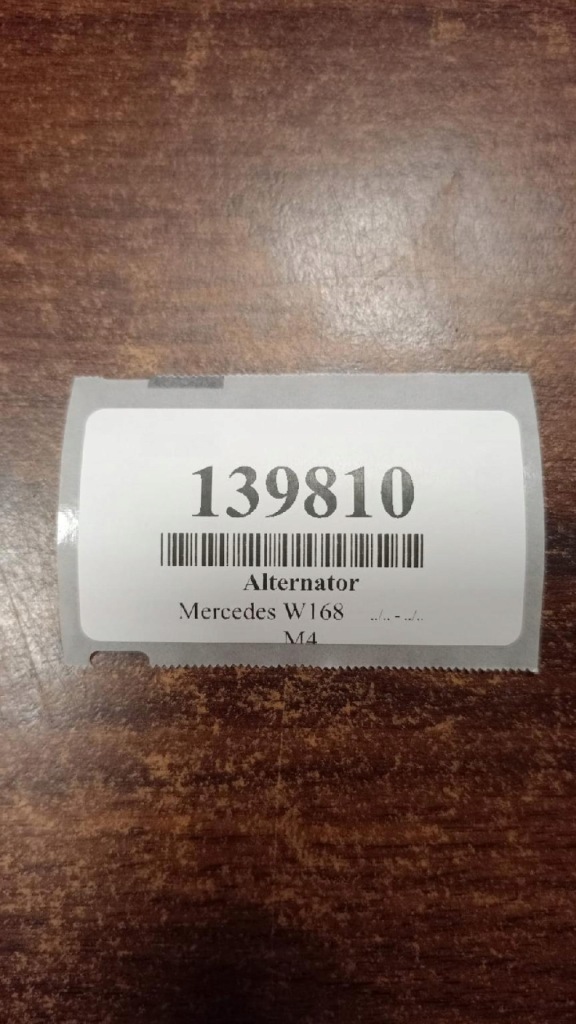 139810
Alternator
Mercedes W168 ../.. - ../..
M4